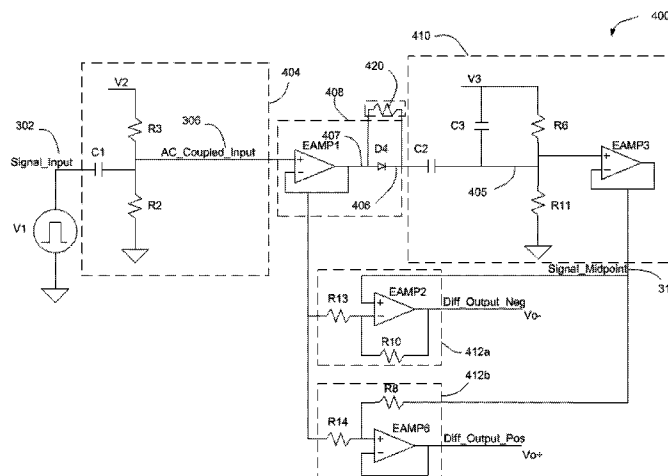 400
410
420
404
408
V2
V3
302
306
R3
407
C3
R6
EAMP1
EAMP3
Signal_Input
C1
AC_Coupled_Input
D4
C2
R2
406
405
R11
V1
Signal_Midpoint
31
EAMP2
R13
Diff_Output_Neg
Vo-
R10
412a
412b
R8
R14
EAMP6
Diff_Output_Pos
Vo+